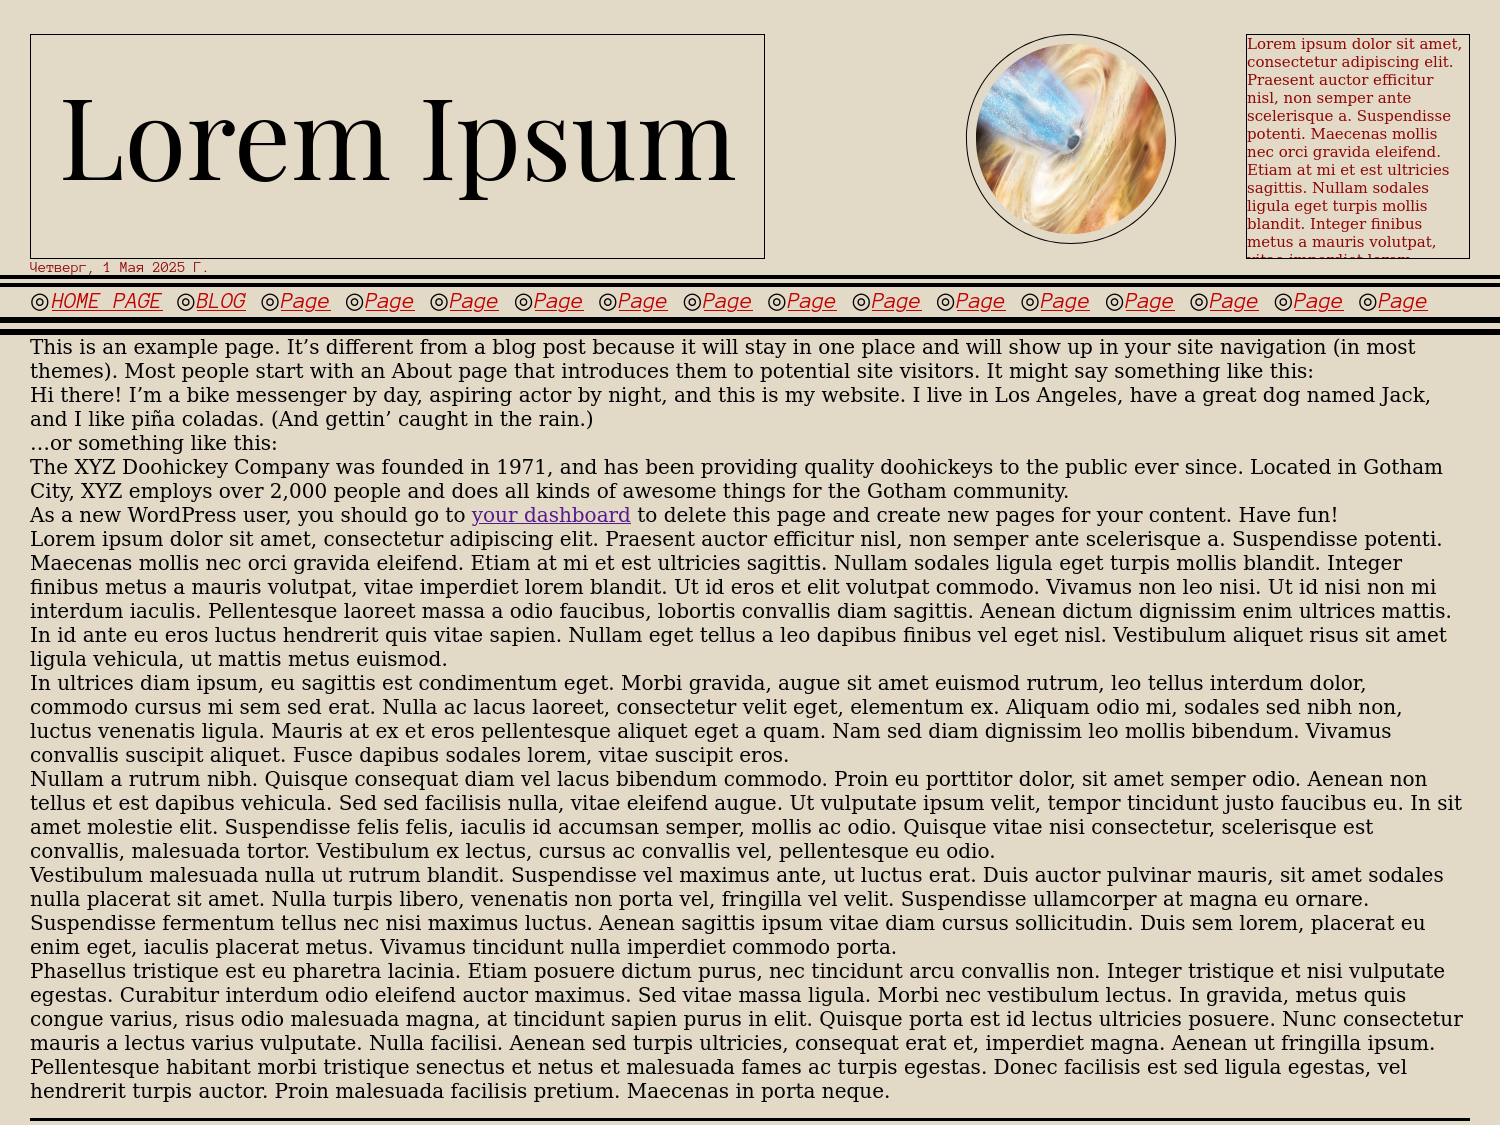 Lorem Ipsum
Lorem ipsum dolor sit amet,
consectetur adipiscing elit.
Praesent auctor efficitur
nisl, non semper ante
scelerisque a. Suspendisse
potenti. Maecenas mollis
nec orci gravida eleifend.
Etiam at mi et est ultricies
sagittis. Nullam sodales
ligula eget turpis mollis
blandit. Integer finibus
metus a mauris volutpat,
Четверг, 1 Мая 2025 Г.
◎HOME PAGE ◎BLOG ◎Page ◎Page ◎Page ◎Page ◎Page ◎Page ◎Page ◎Page ◎Page ◎Page ◎Page ◎Page ◎Page ◎Page
This is an example page. It’s different from a blog post because it will stay in one place and will show up in your site navigation (in most
themes). Most people start with an About page that introduces them to potential site visitors. It might say something like this:
Hi there! I’m a bike messenger by day, aspiring actor by night, and this is my website. I live in Los Angeles, have a great dog named Jack,
and I like piña coladas. (And gettin’ caught in the rain.)
…or something like this:
The XYZ Doohickey Company was founded in 1971, and has been providing quality doohickeys to the public ever since. Located in Gotham
City, XYZ employs over 2,000 people and does all kinds of awesome things for the Gotham community.
As a new WordPress user, you should go to your dashboard to delete this page and create new pages for your content. Have fun!
Lorem ipsum dolor sit amet, consectetur adipiscing elit. Praesent auctor efficitur nisl, non semper ante scelerisque a. Suspendisse potenti.
Maecenas mollis nec orci gravida eleifend. Etiam at mi et est ultricies sagittis. Nullam sodales ligula eget turpis mollis blandit. Integer
finibus metus a mauris volutpat, vitae imperdiet lorem blandit. Ut id eros et elit volutpat commodo. Vivamus non leo nisi. Ut id nisi non mi
interdum iaculis. Pellentesque laoreet massa a odio faucibus, lobortis convallis diam sagittis. Aenean dictum dignissim enim ultrices mattis.
In id ante eu eros luctus hendrerit quis vitae sapien. Nullam eget tellus a leo dapibus finibus vel eget nisl. Vestibulum aliquet risus sit amet
ligula vehicula, ut mattis metus euismod.
In ultrices diam ipsum, eu sagittis est condimentum eget. Morbi gravida, augue sit amet euismod rutrum, leo tellus interdum dolor,
commodo cursus mi sem sed erat. Nulla ac lacus laoreet, consectetur velit eget, elementum ex. Aliquam odio mi, sodales sed nibh non,
luctus venenatis ligula. Mauris at ex et eros pellentesque aliquet eget a quam. Nam sed diam dignissim leo mollis bibendum. Vivamus
convallis suscipit aliquet. Fusce dapibus sodales lorem, vitae suscipit eros.
Nullam a rutrum nibh. Quisque consequat diam vel lacus bibendum commodo. Proin eu porttitor dolor, sit amet semper odio. Aenean non
tellus et est dapibus vehicula. Sed sed facilisis nulla, vitae eleifend augue. Ut vulputate ipsum velit, tempor tincidunt justo faucibus eu. In sit
amet molestie elit. Suspendisse felis felis, iaculis id accumsan semper, mollis ac odio. Quisque vitae nisi consectetur, scelerisque est
convallis, malesuada tortor. Vestibulum ex lectus, cursus ac convallis vel, pellentesque eu odio.
Vestibulum malesuada nulla ut rutrum blandit. Suspendisse vel maximus ante, ut luctus erat. Duis auctor pulvinar mauris, sit amet sodales
nulla placerat sit amet. Nulla turpis libero, venenatis non porta vel, fringilla vel velit. Suspendisse ullamcorper at magna eu ornare.
Suspendisse fermentum tellus nec nisi maximus luctus. Aenean sagittis ipsum vitae diam cursus sollicitudin. Duis sem lorem, placerat eu
enim eget, iaculis placerat metus. Vivamus tincidunt nulla imperdiet commodo porta.
Phasellus tristique est eu pharetra lacinia. Etiam posuere dictum purus, nec tincidunt arcu convallis non. Integer tristique et nisi vulputate
egestas. Curabitur interdum odio eleifend auctor maximus. Sed vitae massa ligula. Morbi nec vestibulum lectus. In gravida, metus quis
congue varius, risus odio malesuada magna, at tincidunt sapien purus in elit. Quisque porta est id lectus ultricies posuere. Nunc consectetur
mauris a lectus varius vulputate. Nulla facilisi. Aenean sed turpis ultricies, consequat erat et, imperdiet magna. Aenean ut fringilla ipsum.
Pellentesque habitant morbi tristique senectus et netus et malesuada fames ac turpis egestas. Donec facilisis est sed ligula egestas, vel
hendrerit turpis auctor. Proin malesuada facilisis pretium. Maecenas in porta neque.